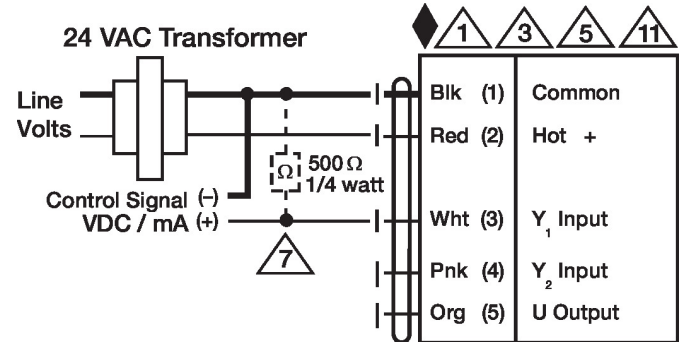 24 VAC Transformer
1 3 5 11
Line
Volts
Blk (1) Common
Red (2) Hot +
Ω 500 Ω
1/4 watt
Control Signal (–)
VDC / mA (+)
Wht (3) Y1 Input
7
Pnk (4) Y2 Input
Org (5) U Output